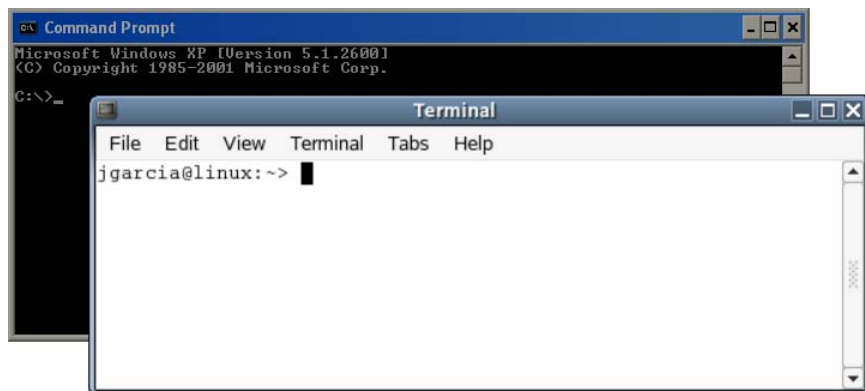 Command Prompt
Microsoft Windows XP [Version 5.1.2600]
(C) Copyright 1985-2001 Microsoft Corp.
C:\>_
Terminal
File Edit View Terminal Tabs Help
jgarcia@linux:~>